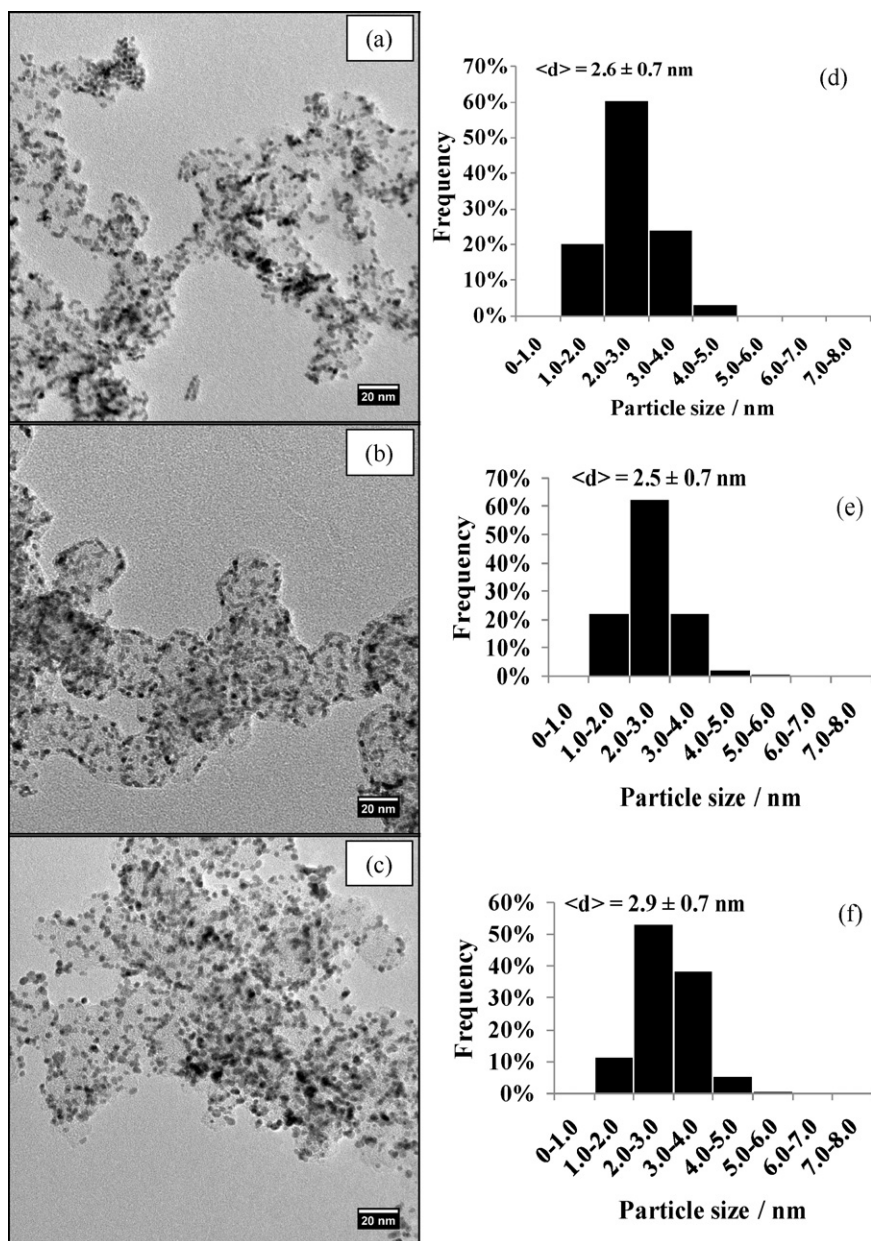 (a)
20 nm
(b)
20 nm
(c)
20 nm
<d> = 2.6 ± 0.7 nm
(d)
70%
60%
50%
40%
30%
20%
10%
0%
Frequency
0-1.0
1.0-2.0
2.0-3.0
3.0-4.0
4.0-5.0
5.0-6.0
6.0-7.0
7.0-8.0
Particle size / nm
<d> = 2.5 ± 0.7 nm
(e)
70%
60%
50%
40%
30%
20%
10%
0%
Frequency
0-1.0
1.0-2.0
2.0-3.0
3.0-4.0
4.0-5.0
5.0-6.0
6.0-7.0
7.0-8.0
Particle size / nm
<d> = 2.9 ± 0.7 nm
(f)
60%
50%
40%
30%
20%
10%
0%
Frequency
0-1.0
1.0-2.0
2.0-3.0
3.0-4.0
4.0-5.0
5.0-6.0
6.0-7.0
7.0-8.0
Particle size / nm